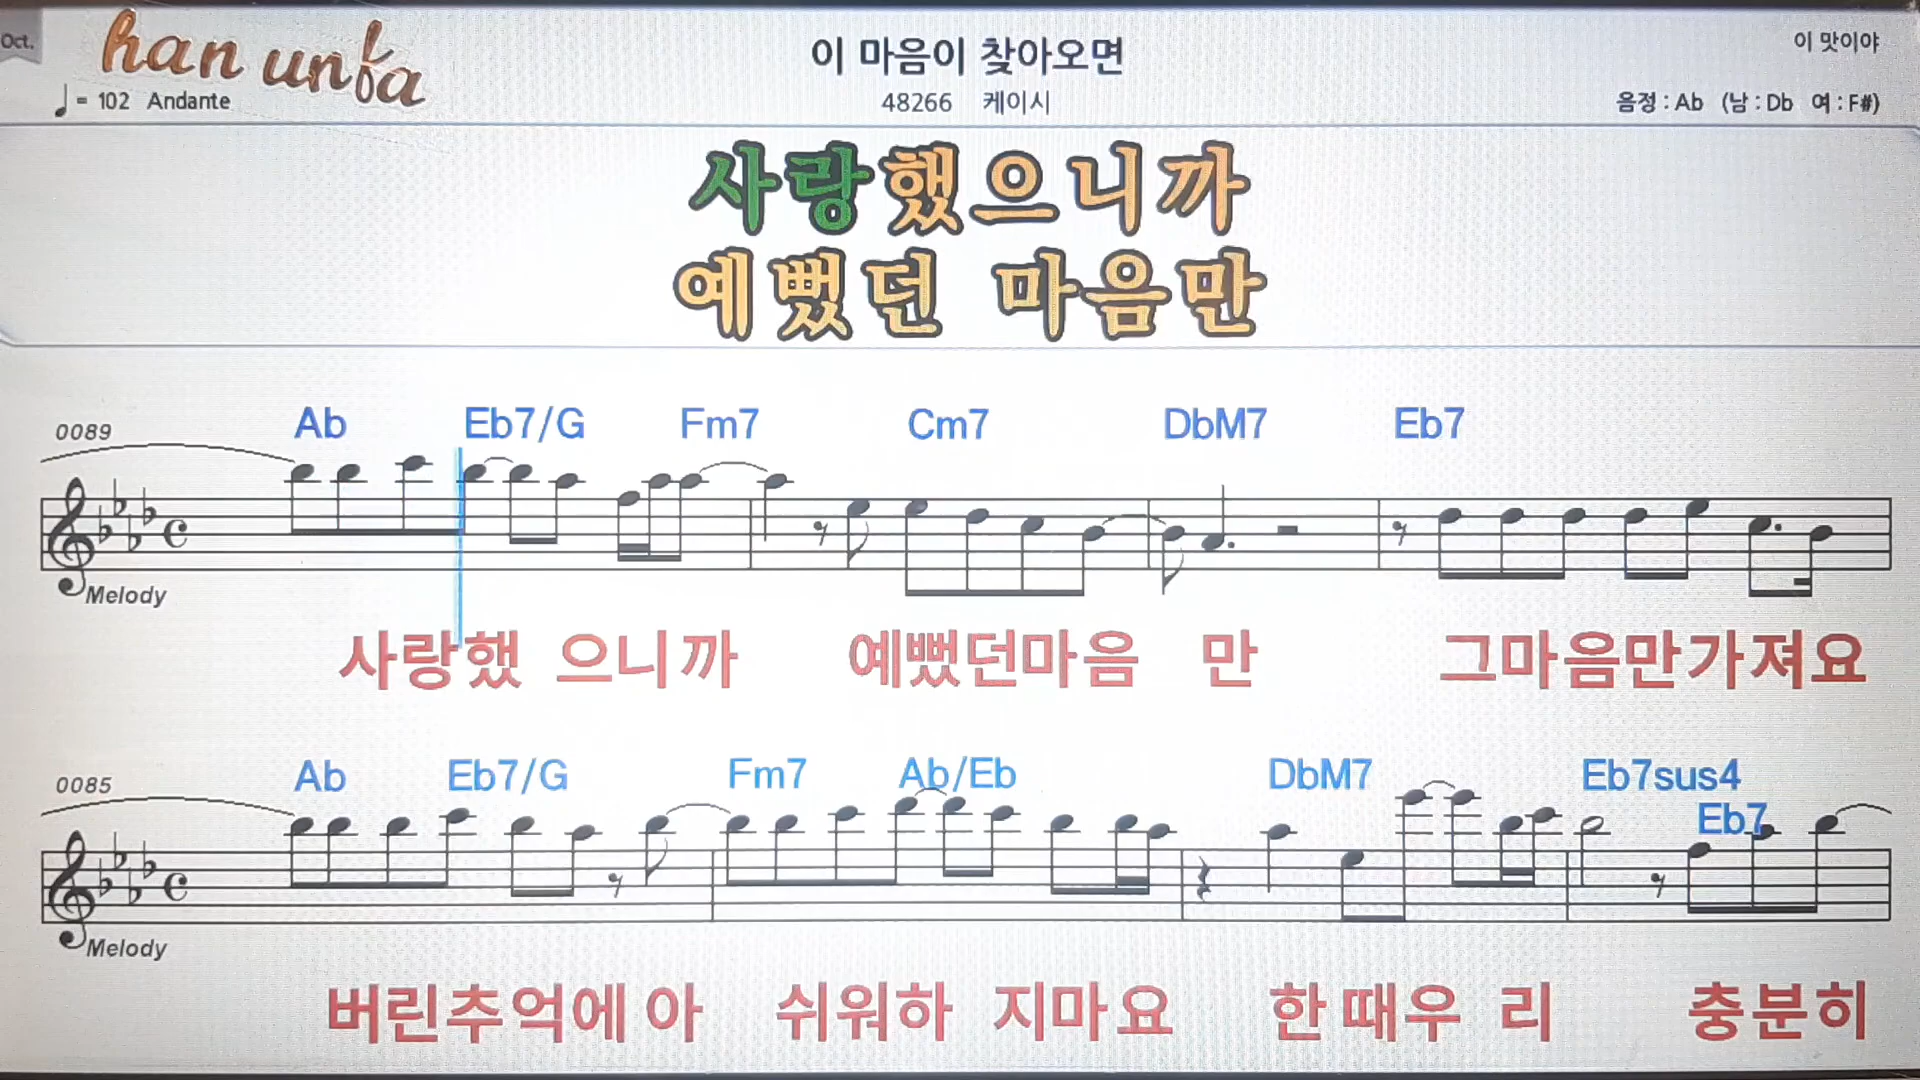 Oct.
han unfa
이 마음이 찾아오면
이 맛이야
= 102 Andante
48266 케이시
음정 : Ab (남 : Db 여 : F#)
사랑했으니까
예뻤던 마음만
0089
Ab Eb7/G Fm7 Cm7 DbM7 Eb7
Melody
사랑했 으니까 예뻤던마음 만 그마음만가져요
0085
Ab Eb7/G Fm7 Ab/Eb DbM7 Eb7sus4
Eb7
Melody
버린추억에 아 쉬워하 지마요 한때우 리 충분히